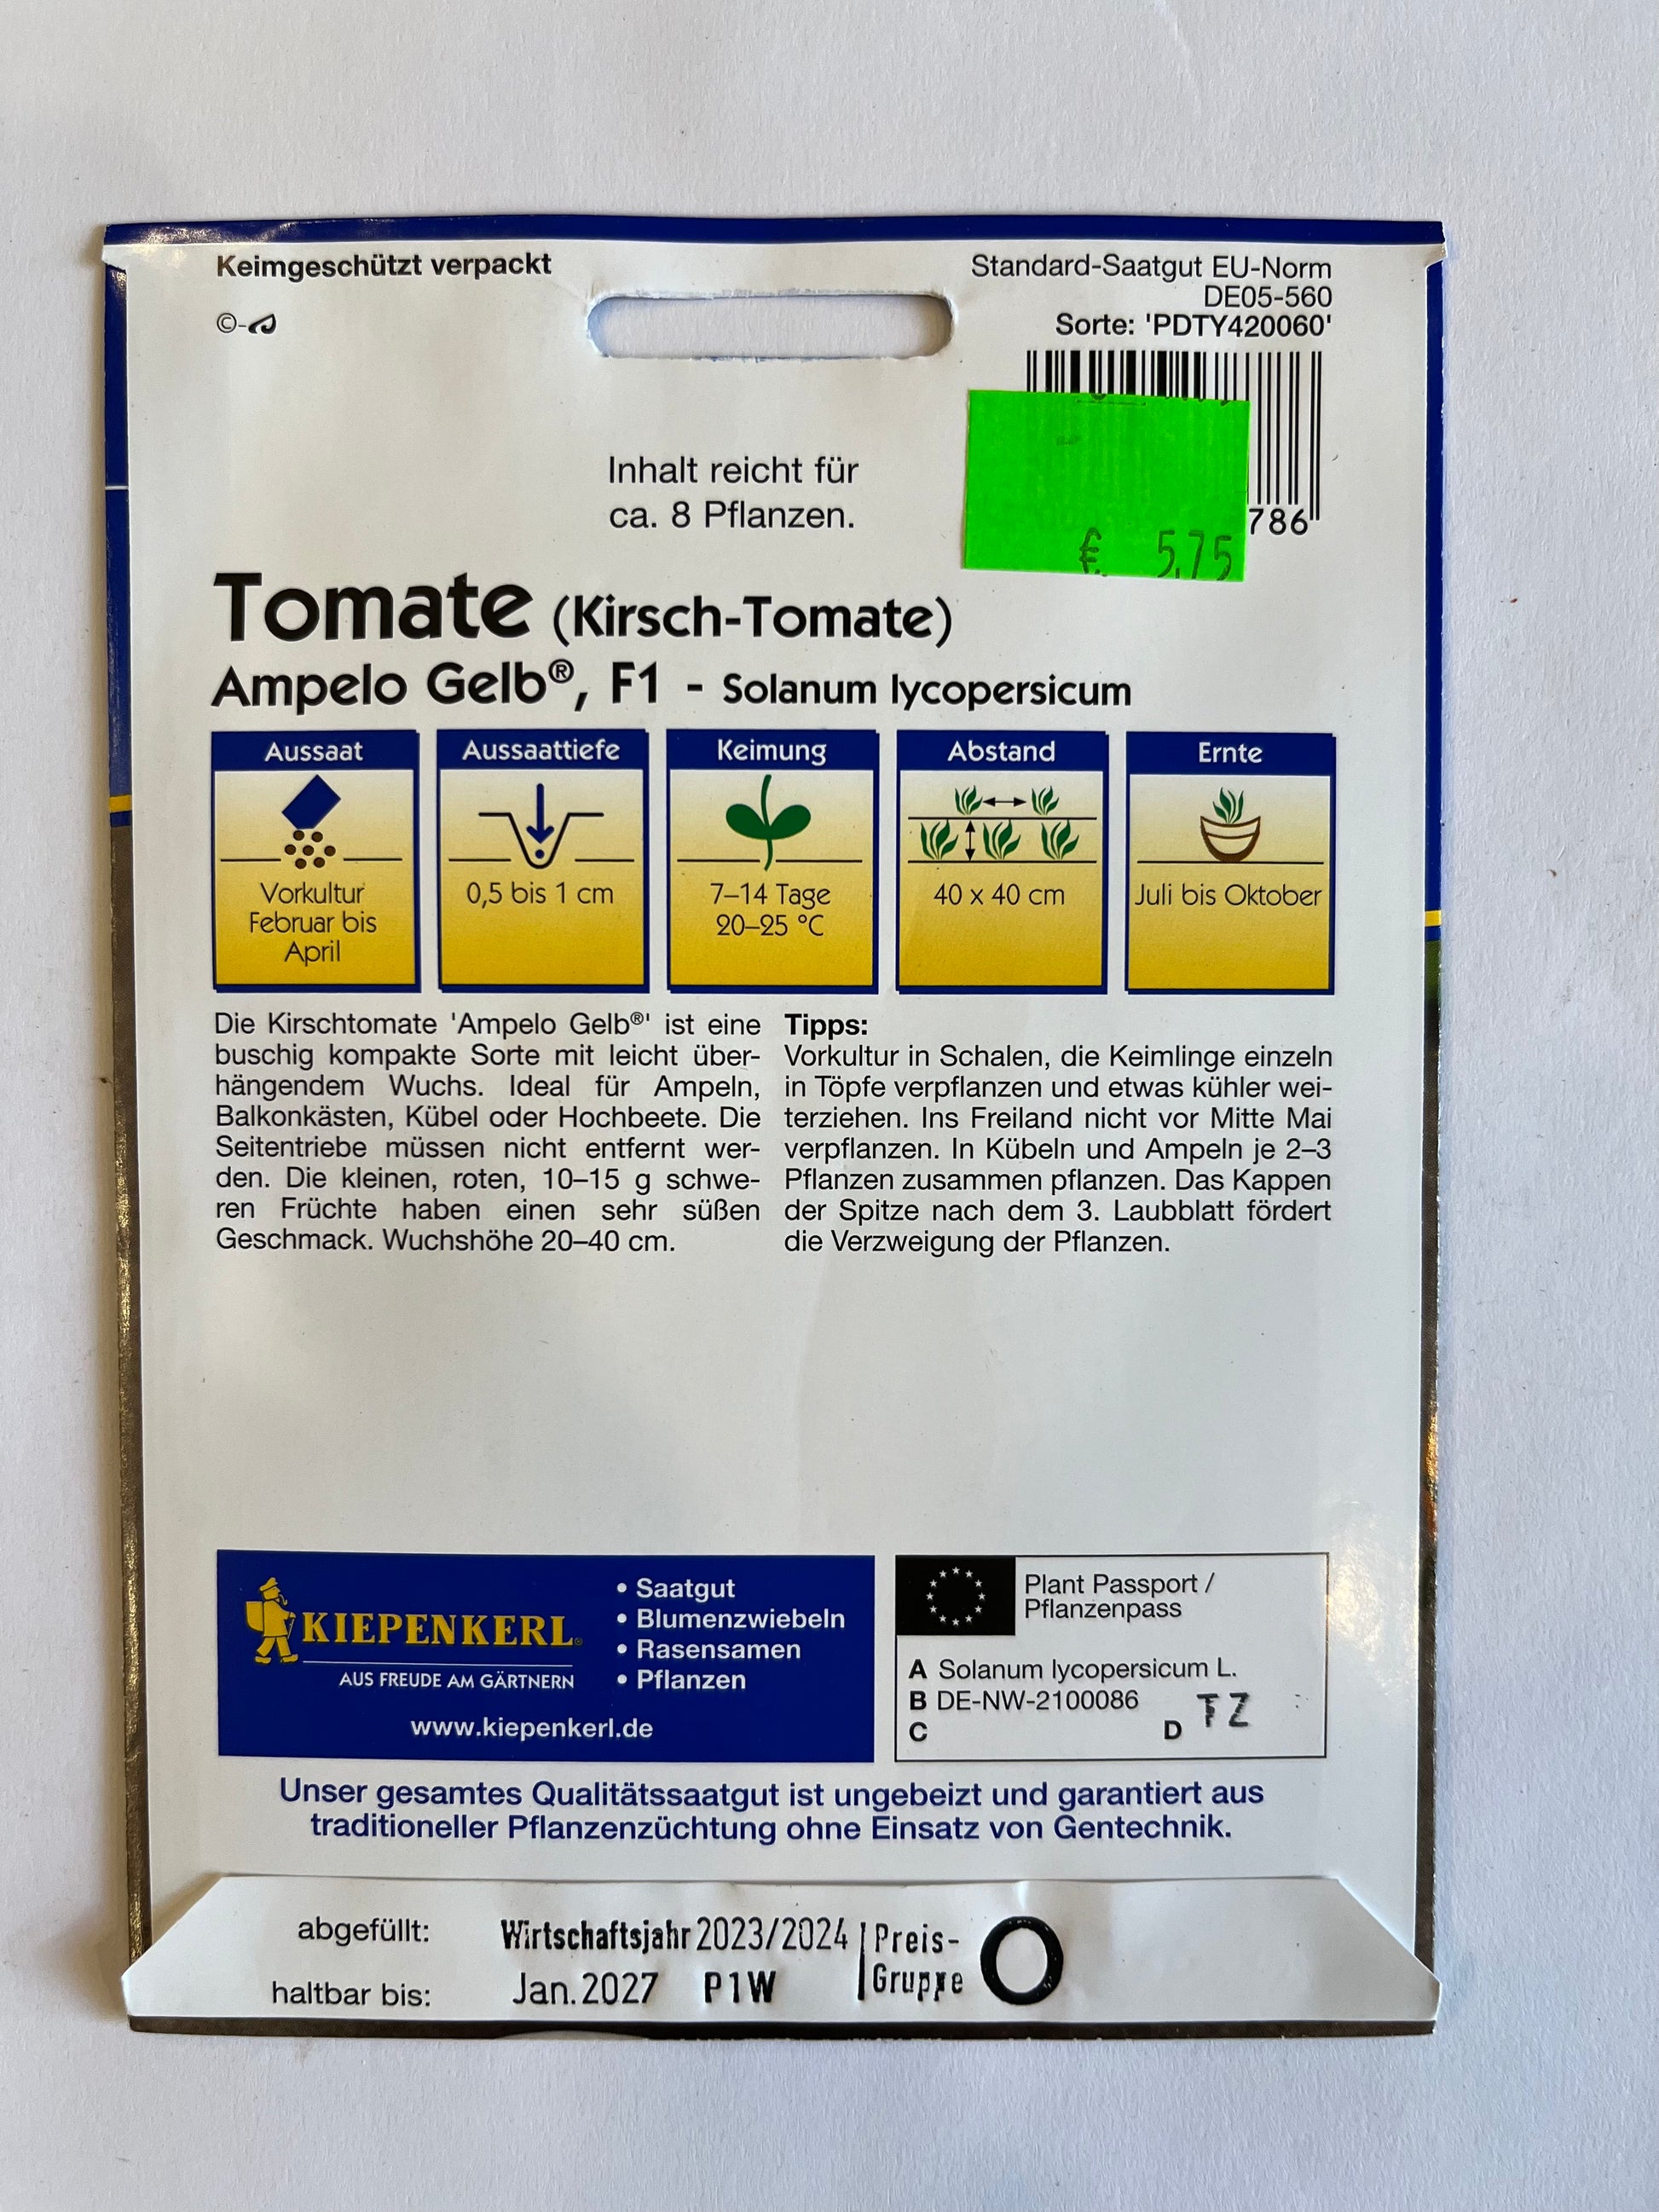 Keimgeschützt verpackt
©-
Standard-Saatgut EU-Norm
DE05-560
Sorte: 'PDTY420060'
786
€ 5,75
Inhalt reicht für
ca. 8 Pflanzen.
Tomate (Kirsch-Tomate)
Ampelo Gelb®, F1 - Solanum lycopersicum
Aussaat
Vorkultur
Februar bis
April
Aussaattiefe
0,5 bis 1 cm
Keimung
7–14 Tage
20–25 °C
Abstand
40 x 40 cm
Ernte
Juli bis Oktober
Die Kirschtomate 'Ampelo Gelb®' ist eine
buschig kompakte Sorte mit leicht über-
hängendem Wuchs. Ideal für Ampeln,
Balkonkästen, Kübel oder Hochbeete. Die
Seitentriebe müssen nicht entfernt wer-
den. Die kleinen, roten, 10–15 g schwe-
ren Früchte haben einen sehr süßen
Geschmack. Wuchshöhe 20–40 cm.
Tipps:
Vorkultur in Schalen, die Keimlinge einzeln
in Töpfe verpflanzen und etwas kühler wei-
terziehen. Ins Freiland nicht vor Mitte Mai
verpflanzen. In Kübeln und Ampeln je 2–3
Pflanzen zusammen pflanzen. Das Kappen
der Spitze nach dem 3. Laubblatt fördert
die Verzweigung der Pflanzen.
KIEPENKERL®
AUS FREUDE AM GÄRTNERN
• Saatgut
• Blumenzwiebeln
• Rasensamen
• Pflanzen
www.kiepenkerl.de
Plant Passport /
Pflanzenpass
A Solanum lycopersicum L.
B DE-NW-2100086
C D TZ
Unser gesamtes Qualitätssaatgut ist ungebeizt und garantiert aus
traditioneller Pflanzenzüchtung ohne Einsatz von Gentechnik.
abgefüllt: Wirtschaftsjahr 2023/2024 Preis-
haltbar bis: Jan. 2027 P1W Gruppe O